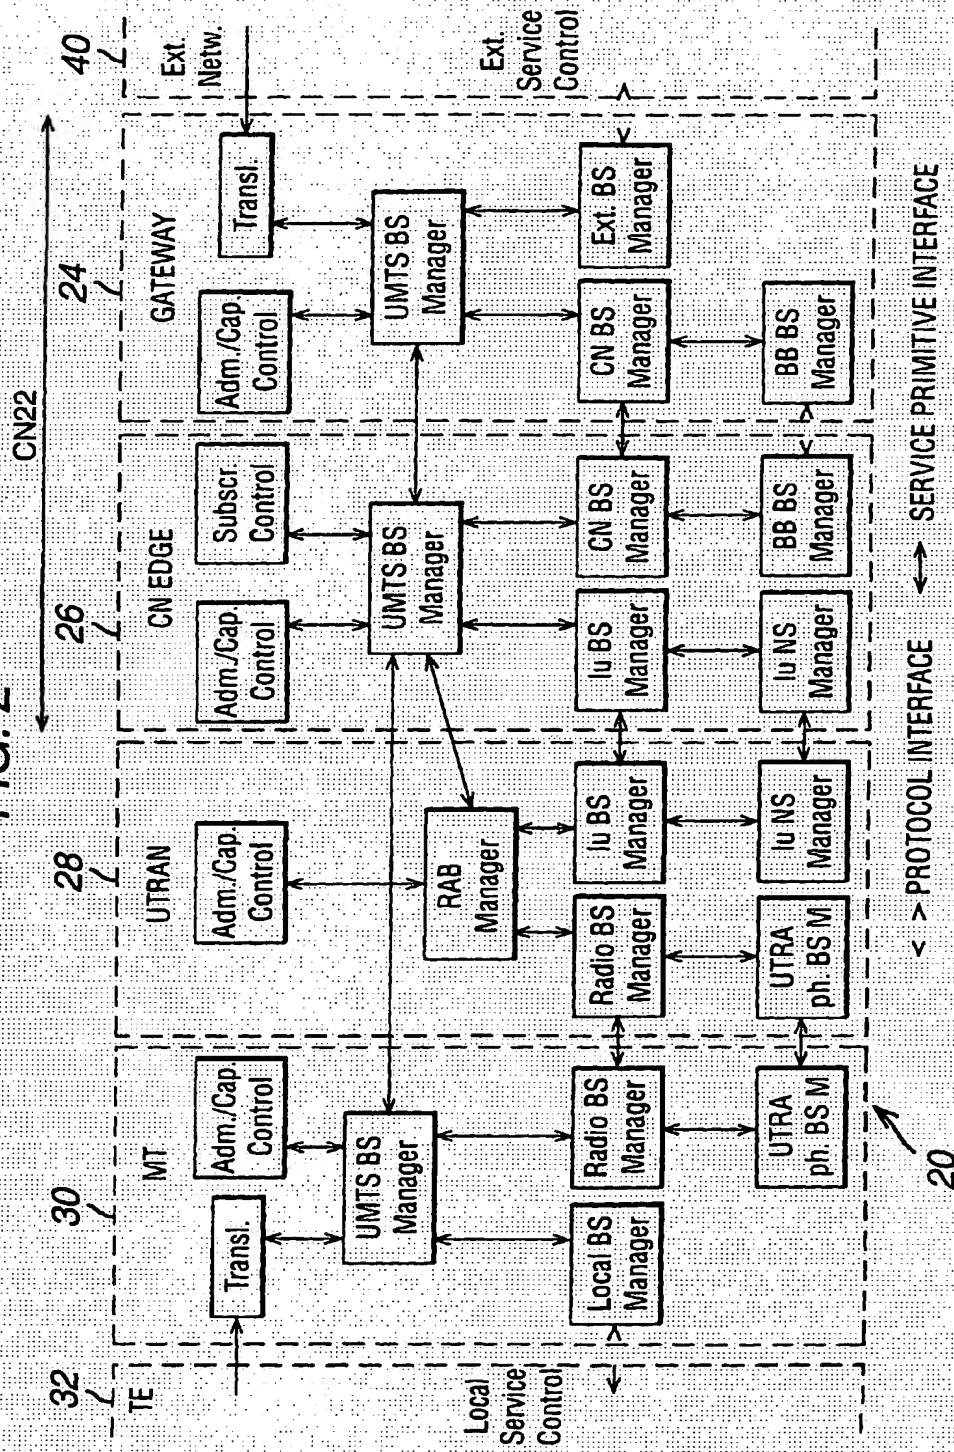 FIG. 2
CN22
32
30
28
26
24
40
TE
MT
UTRAN
CN EDGE
GATEWAY
Ext.
Netw.
Transl.
Adm./Cap.
Control
Adm./Cap.
Control
Adm./Cap.
Control
Subscr.
Control
Adm./Cap.
Control
Transl.
UMTS BS
Manager
RAB
Manager
UMTS BS
Manager
UMTS BS
Manager
Local
Service
Control
Local BS
Manager
Radio BS
Manager
Radio BS
Manager
Iu BS
Manager
Iu BS
Manager
CN BS
Manager
CN BS
Manager
Ext. BS
Manager
Ext.
Service
Control
UTRA
ph. BS M
UTRA
ph. BS M
Iu NS
Manager
Iu NS
Manager
BB BS
Manager
BB BS
Manager
20
< > PROTOCOL INTERFACE
<-> SERVICE PRIMITIVE INTERFACE